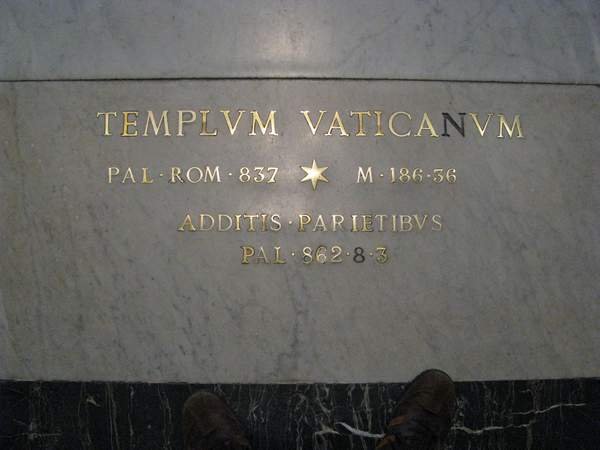 TEMPLVM VATICANVM
PAL·ROM·837 ★ M·186·36
ADDITIS·PARIETIBVS
PAL·862·8·3